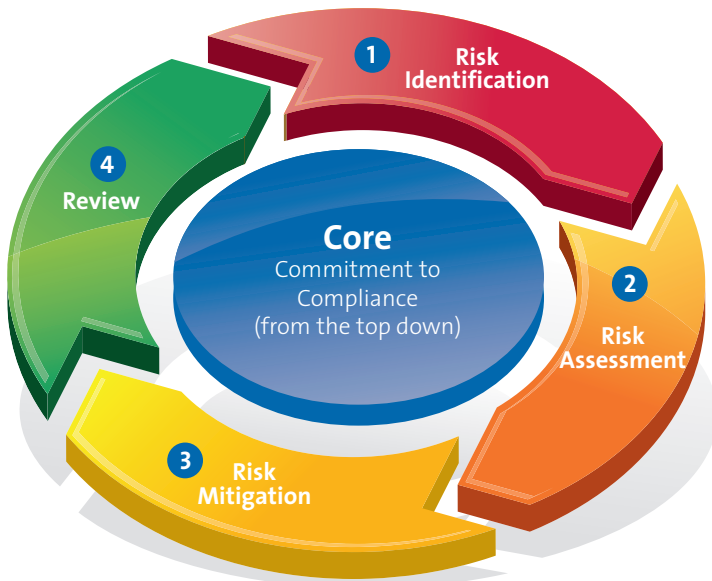 1
Risk
Identification
2
Risk
Assessment
3
Risk
Mitigation
4
Review
Core
Commitment to
Compliance
(from the top down)